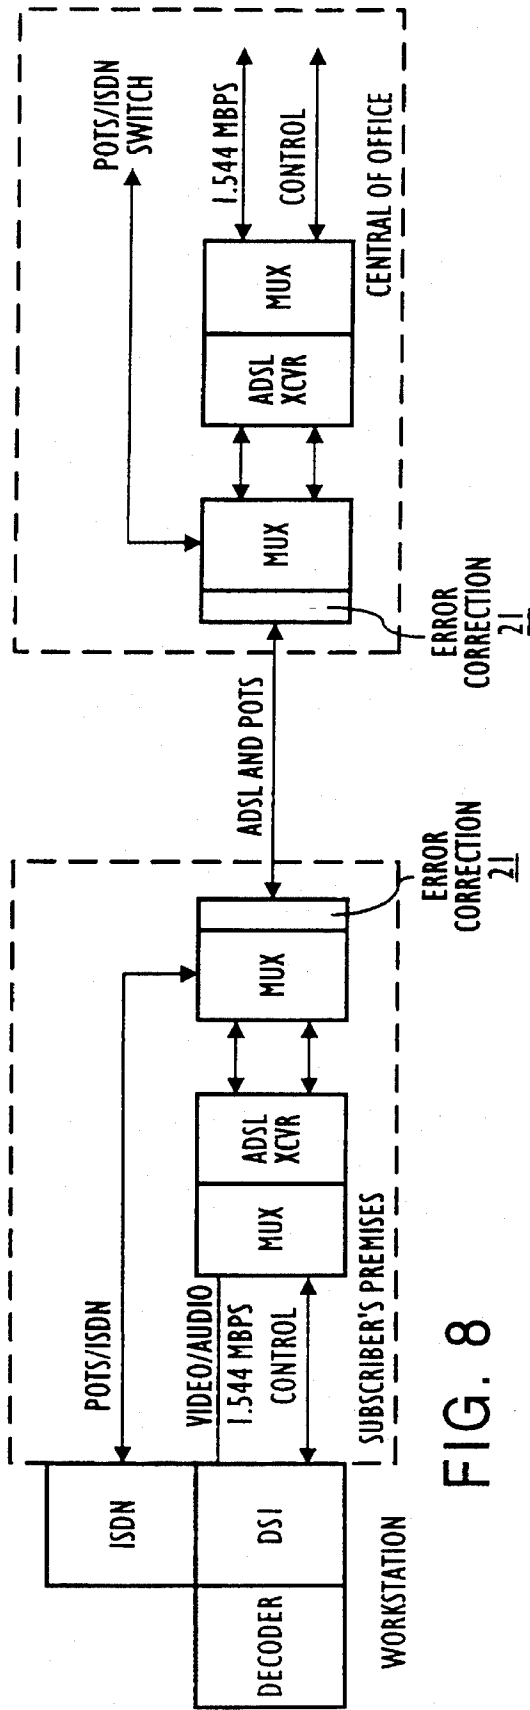 DECODER
DSI
ISDN
WORKSTATION
POTS/ISDN
VIDEO/AUDIO
1.544 MBPS
CONTROL
MUX
ADSL
XCVR
MUX
SUBSCRIBER'S PREMISES
ERROR
CORRECTION
21
ADSL AND POTS
POTS/ISDN
SWITCH
MUX
ADSL
XCVR
MUX
1.544 MBPS
CONTROL
CENTRAL OF OFFICE
ERROR
CORRECTION
21
FIG. 8